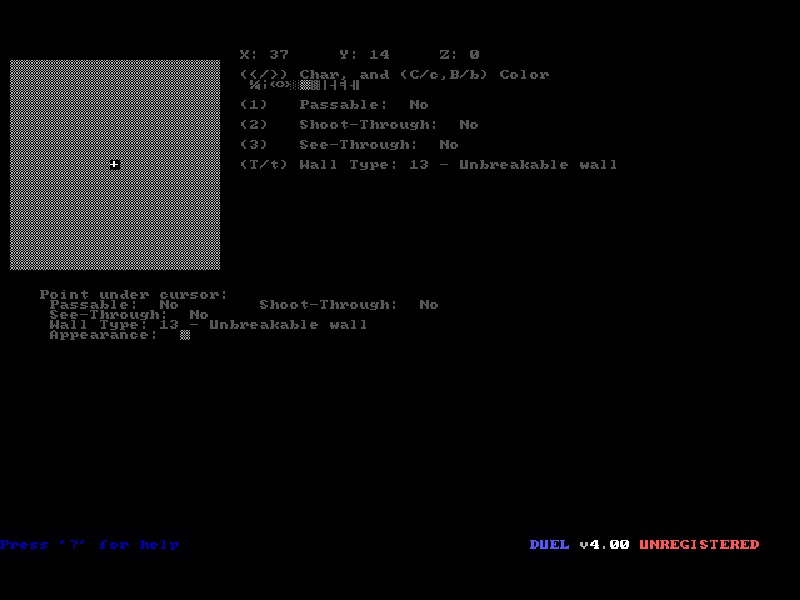 X: 37 Y: 14 Z: 0
(</>) Char, and (C/c,B/b) Color
¼¡«»░▒▓│┤╡╢
(1) Passable: No
(2) Shoot-Through: No
(3) See-Through: No
(T/t) Wall Type: 13 - Unbreakable wall
+
Point under cursor:
Passable: No Shoot-Through: No
See-Through: No
Wall Type: 13 - Unbreakable wall
Appearance: ▒
Press '?' for help
DUEL v4.00 UNREGISTERED